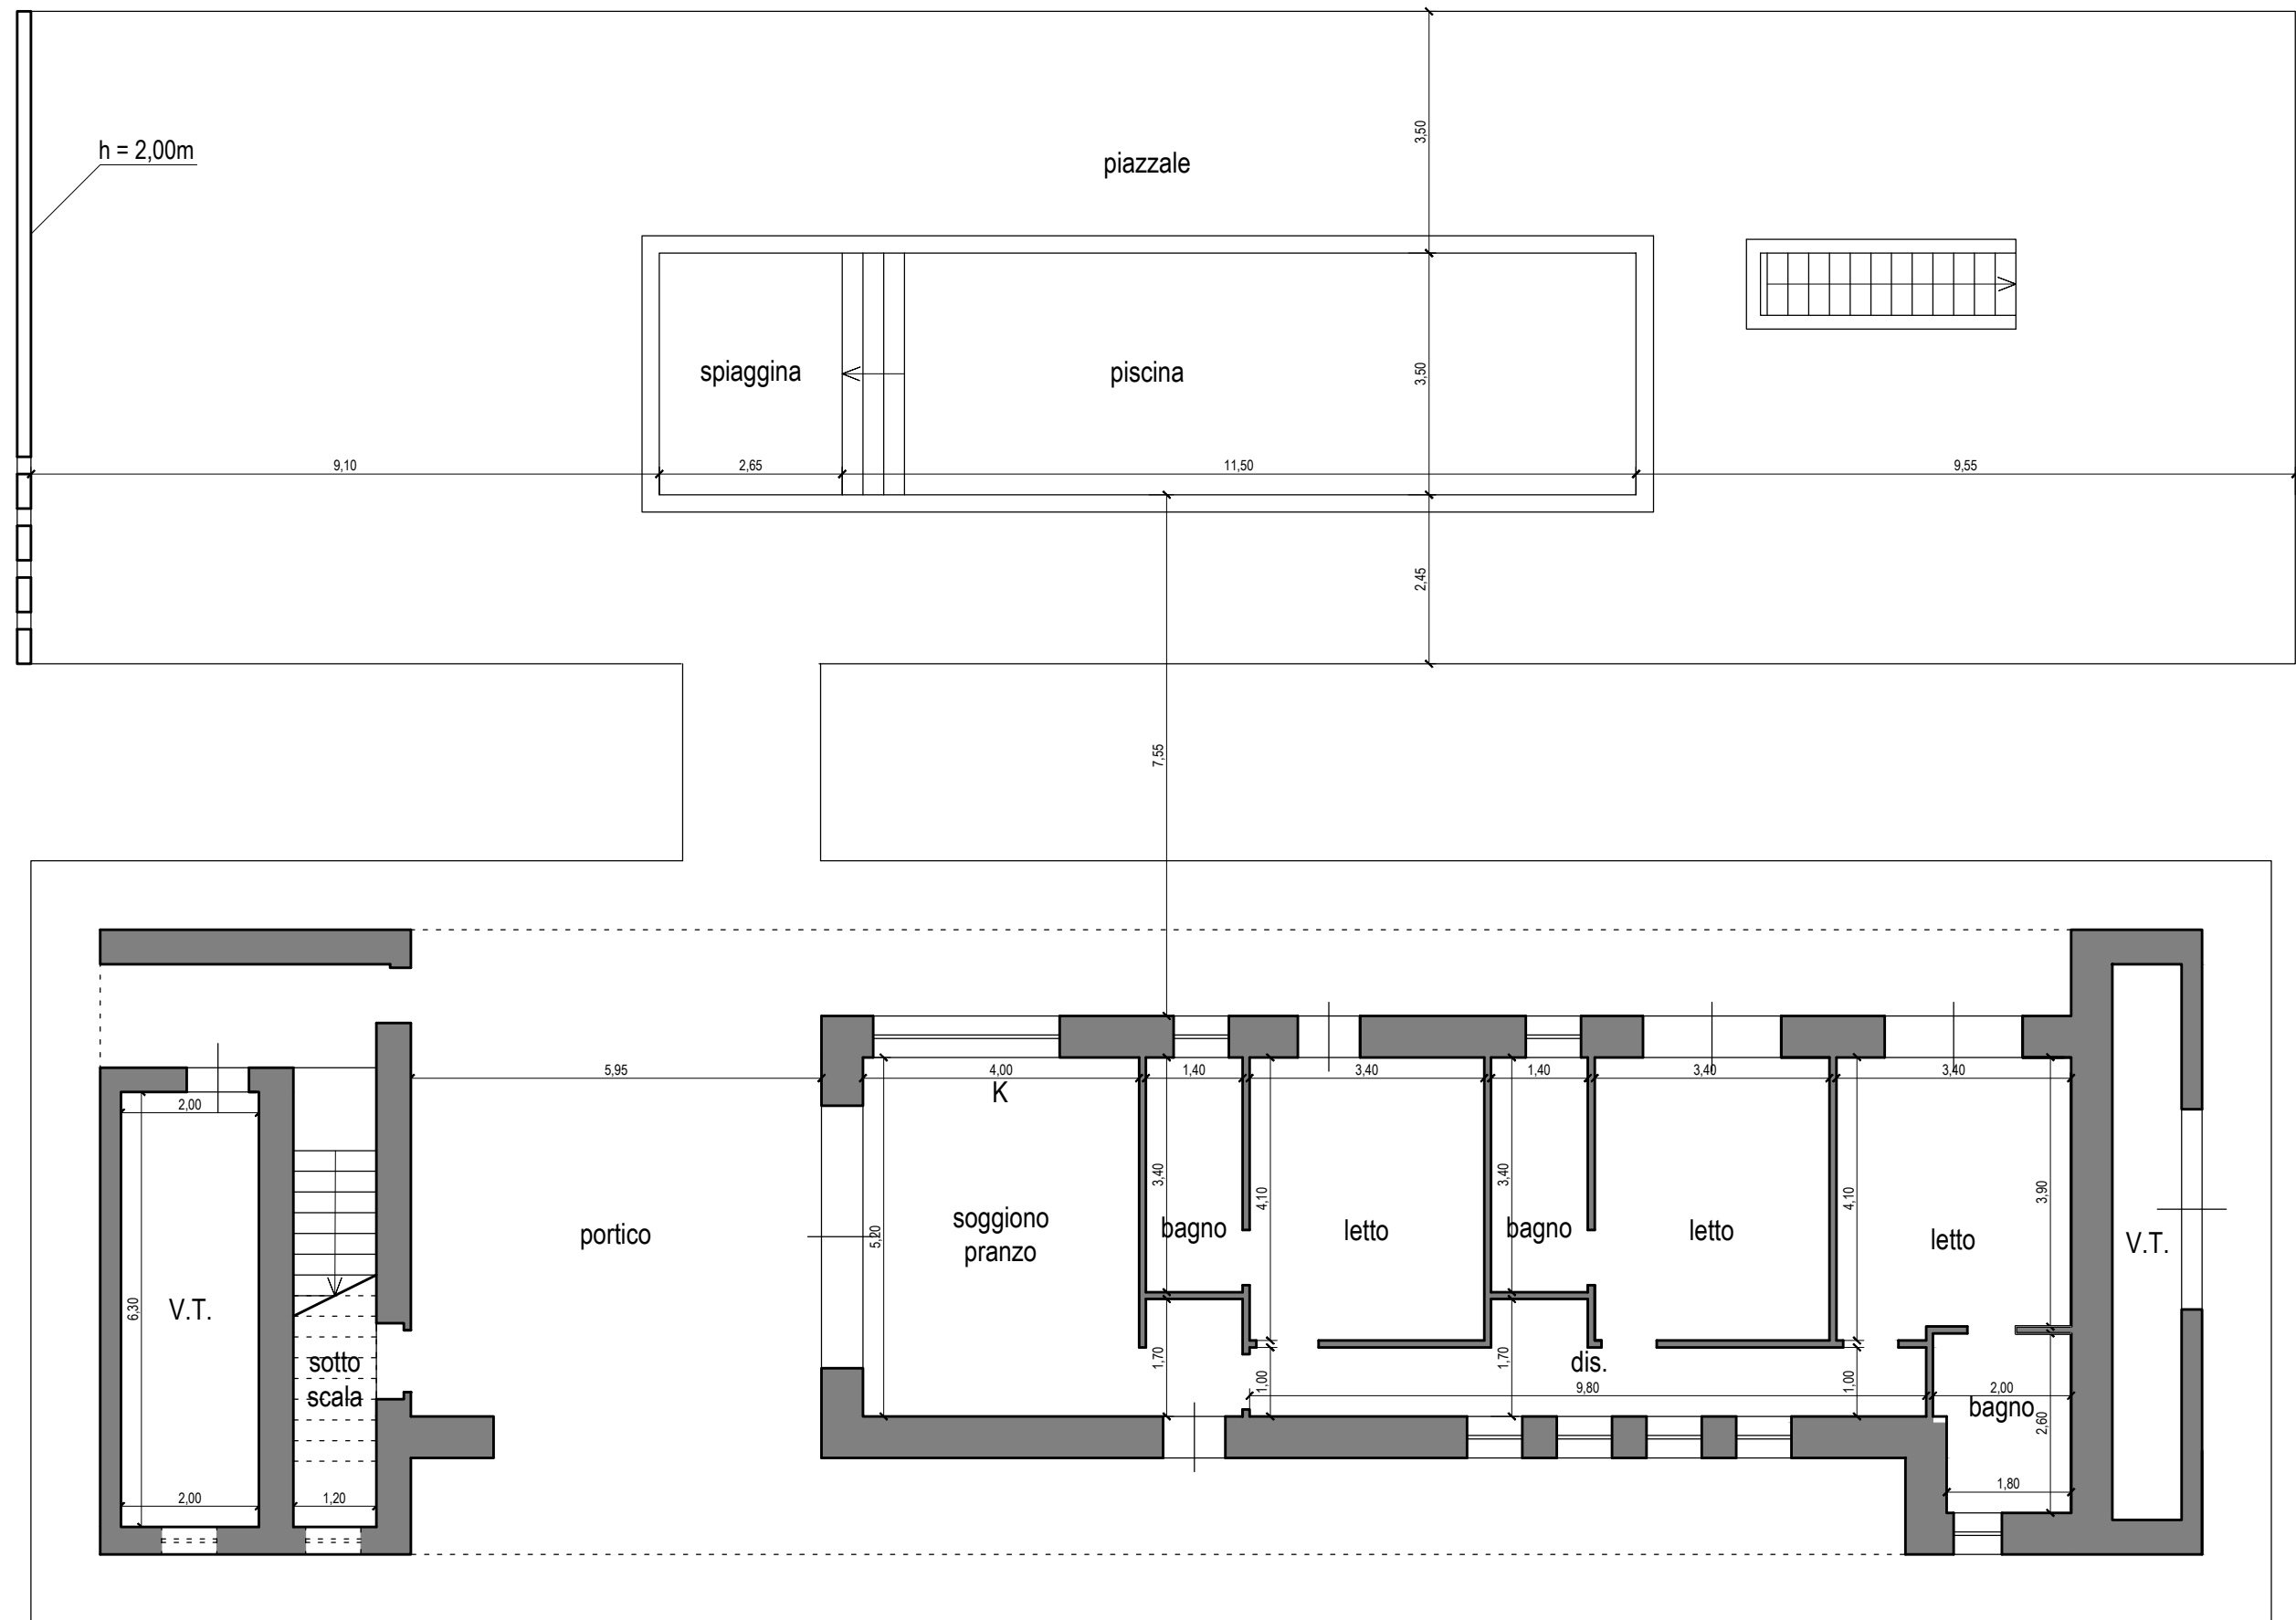 3,50
h = 2,00m
piazzale
spiaggina
piscina
3,50
9,10
2,65
11,50
9,55
2,45
7,55
5,95
4,00
1,40
3,40
1,40
3,40
3,40
K
2,00
3,40
4,10
3,40
4,10
3,90
soggiono
pranzo
portico
5,20
bagno
letto
bagno
letto
letto
V.T.
6,30
V.T.
sotto
scala
1,70
1,00
1,70
dis.
1,00
9,80
2,00
bagno
2,60
2,00
1,20
1,80